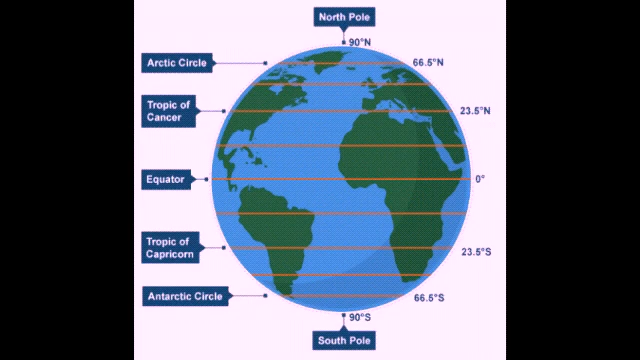 North Pole
90°N
Arctic Circle
66.5°N
Tropic of
Cancer
23.5°N
Equator
0°
Tropic of
Capricorn
23.5°S
Antarctic Circle
66.5°S
90°S
South Pole